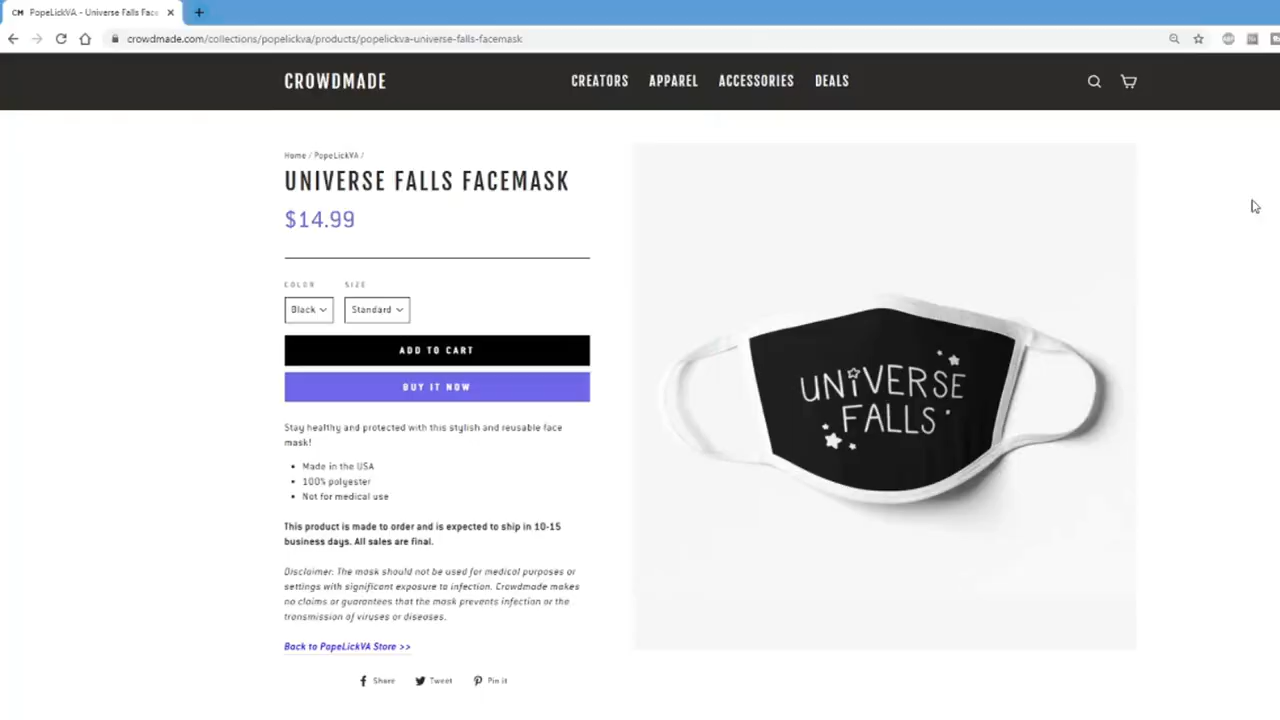 CM PopeLickVA - Universe Falls Face
crowdmade.com/collections/popelickva/products/popelickva-universe-falls-facemask
CROWDMADE
CREATORS APPAREL ACCESSORIES DEALS
Home / PopeLickVA /
UNIVERSE FALLS FACEMASK
$14.99
COLOR SIZE
Black Standard
ADD TO CART
BUY IT NOW
Stay healthy and protected with this stylish and reusable face
mask!
• Made in the USA
• 100% polyester
• Not for medical use
This product is made to order and is expected to ship in 10-15
business days. All sales are final.
Disclaimer: The mask should not be used for medical purposes or
settings with significant exposure to infection. Crowdmade makes
no claims or guarantees that the mask prevents infection or the
transmission of viruses or diseases.
Back to PopeLickVA Store >>
Share Tweet Pin it
UNiVERSE
FALLS